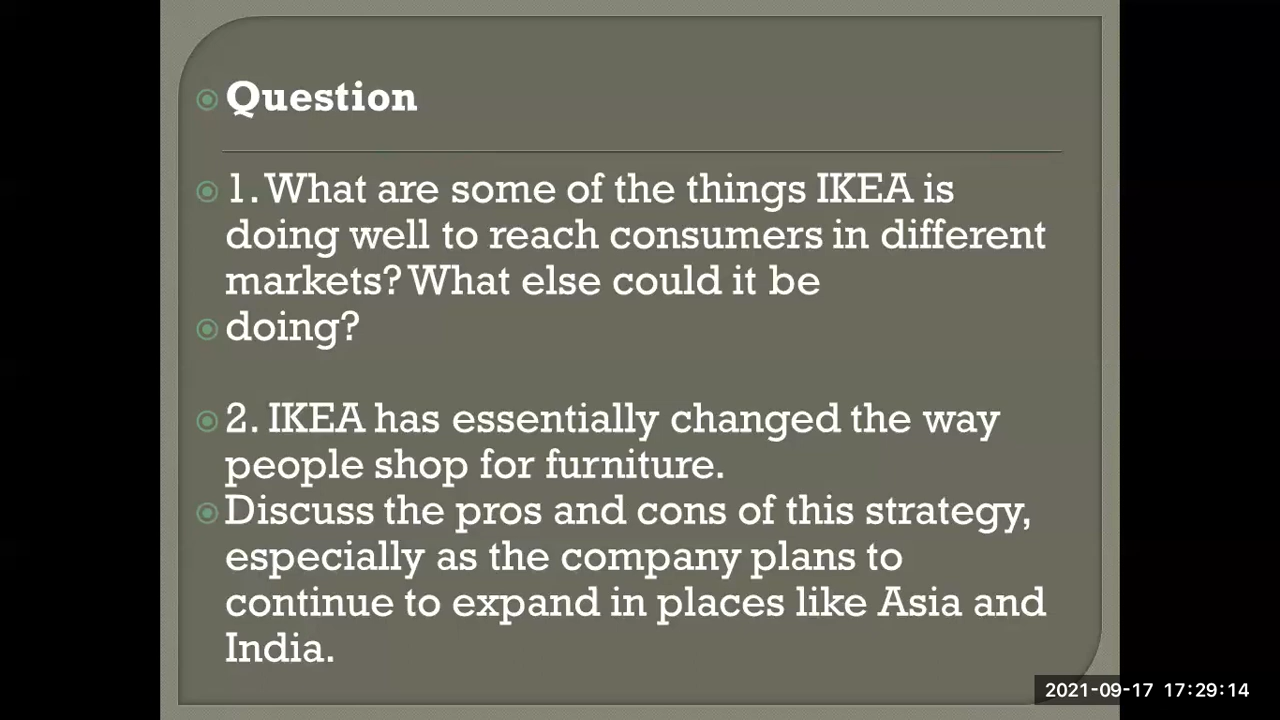 Question
1. What are some of the things IKEA is
doing well to reach consumers in different
markets? What else could it be
doing?
2. IKEA has essentially changed the way
people shop for furniture.
Discuss the pros and cons of this strategy,
especially as the company plans to
continue to expand in places like Asia and
India.
2021-09-17 17:29:14